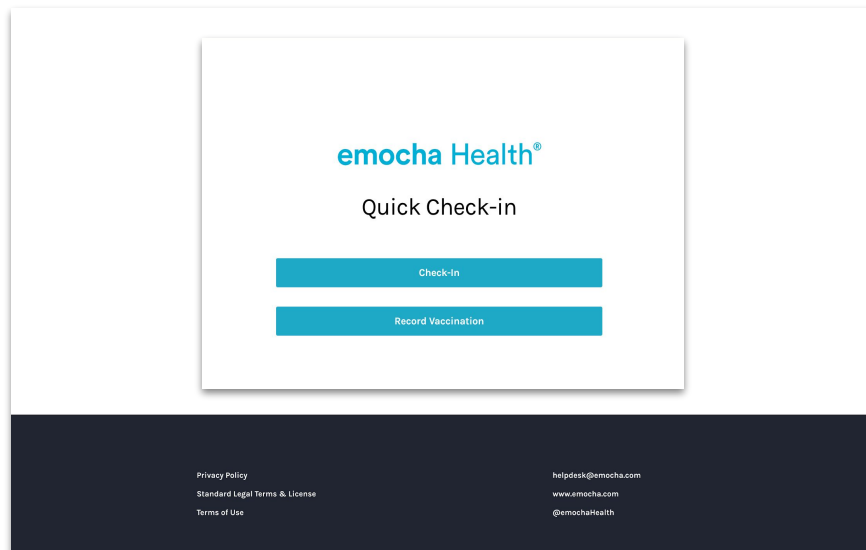 emocha Health®
Quick Check-in
Check-In
Record Vaccination
Privacy Policy
Standard Legal Terms & License
Terms of Use
helpdesk@emocha.com
www.emocha.com
@emochaHealth